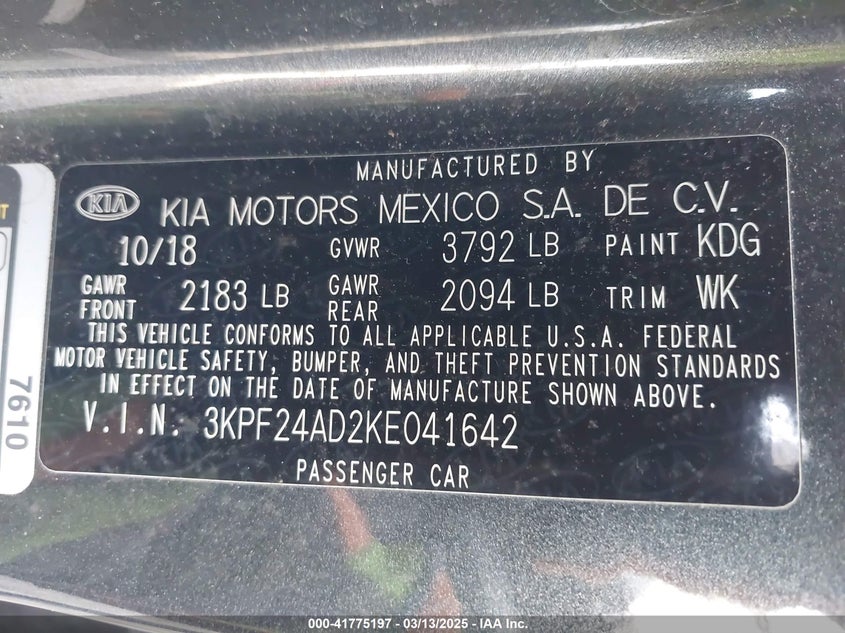 MANUFACTURED BY
KIA KIA MOTORS MEXICO S.A. DE C.V.
10/18 GVWR 3792 LB PAINT KDG
GAWR FRONT 2183 LB GAWR REAR 2094 LB TRIM WK
THIS VEHICLE CONFORMS TO ALL APPLICABLE U.S.A. FEDERAL
MOTOR VEHICLE SAFETY, BUMPER, AND THEFT PREVENTION STANDARDS
IN EFFECT ON THE DATE OF MANUFACTURE SHOWN ABOVE.
V.I.N. 3KPF24AD2KE041642
PASSENGER CAR
7610
000-41775197 - 03/13/2025 - IAA Inc.